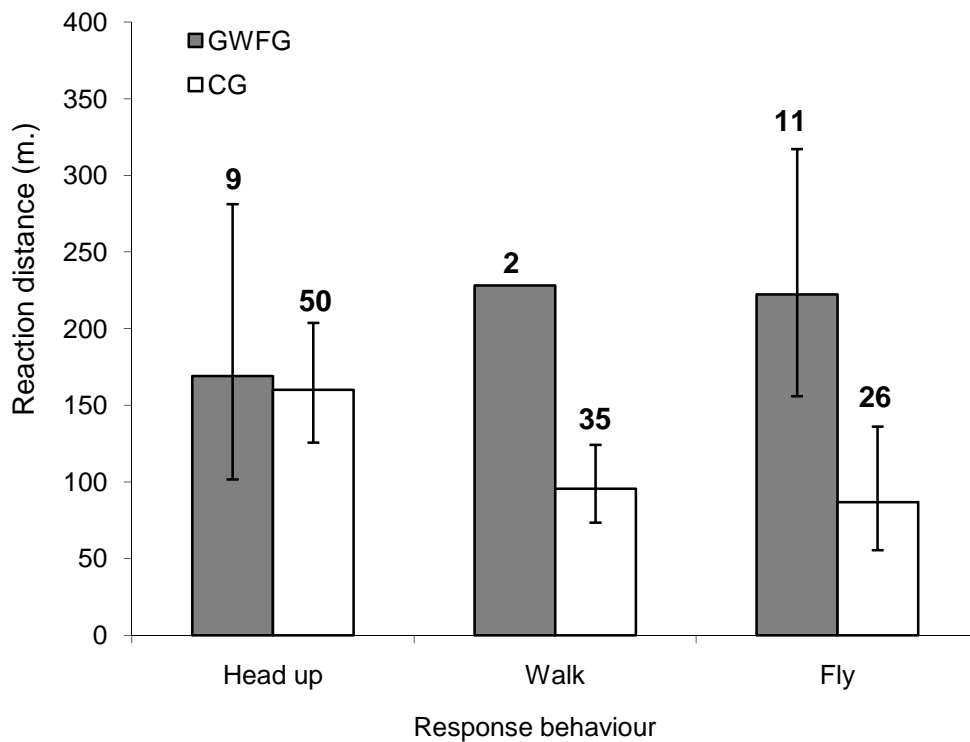 400
350
300
250
200
150
100
50
0
Reaction distance (m.)
GWFG
CG
9
50
2
35
11
26
Head up
Walk
Fly
Response behaviour